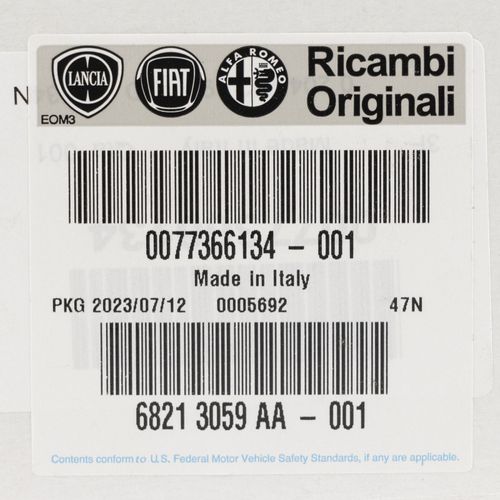 LANCIA FIAT ALFA ROMEO
Ricambi
Originali
EOM3
N
0077366134 - 001
Made in Italy
PKG 2023/07/12 0005692 47N
6821 3059 AA - 001
Contents conform to U.S. Federal Motor Vehicle Safety Standards, if any are applicable.